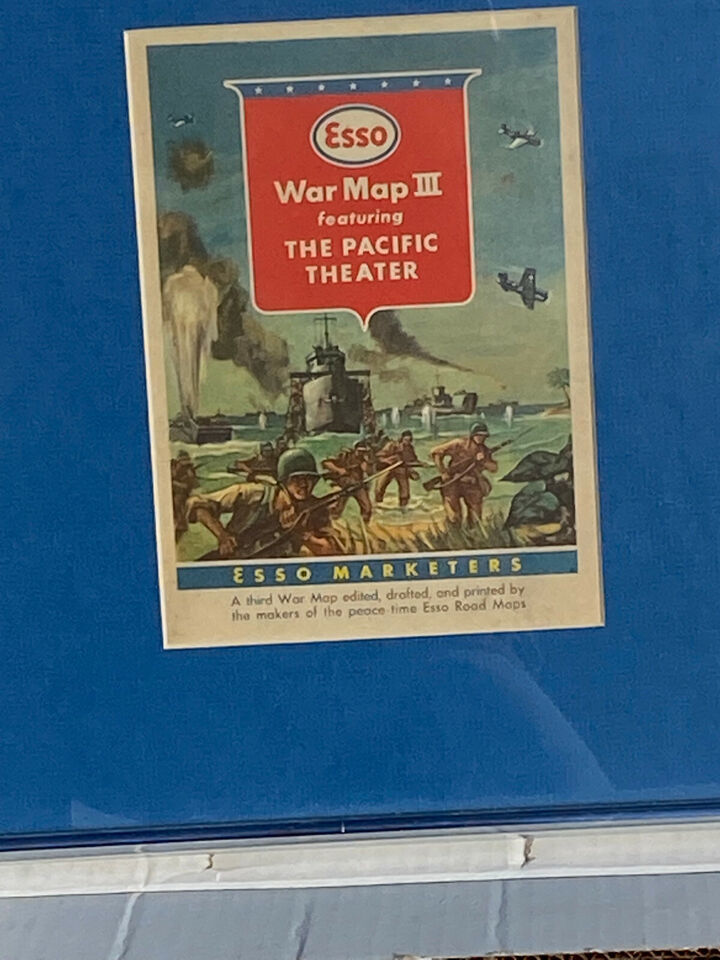 Esso
War Map III
featuring
THE PACIFIC
THEATER
ESSO MARKETERS
A third War Map edited, drafted, and printed by
the makers of the peace-time Esso Road Maps